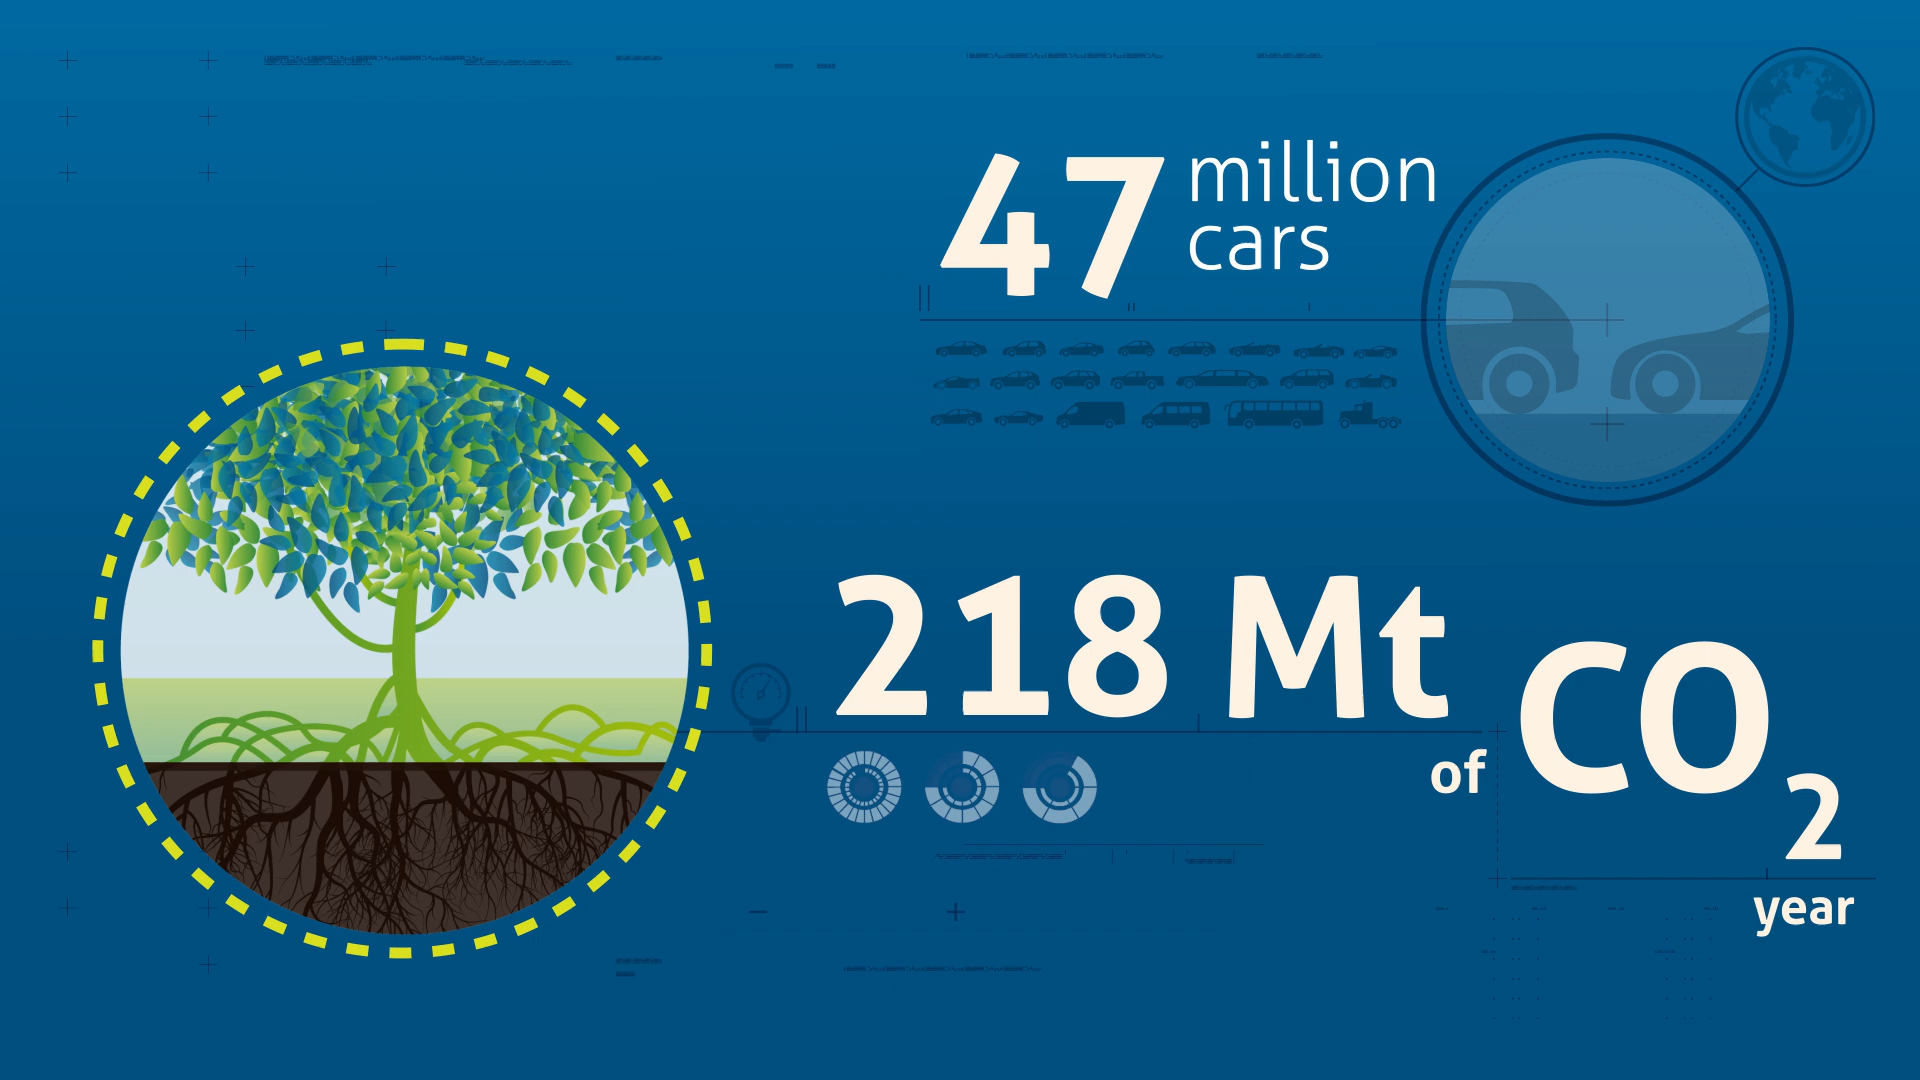 47 million
cars
218 Mt
of CO₂
year